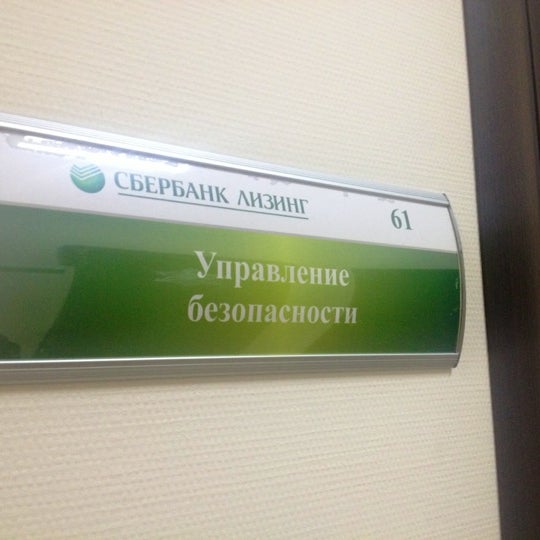 СБЕРБАНК ЛИЗИНГ 61
Управление
безопасности